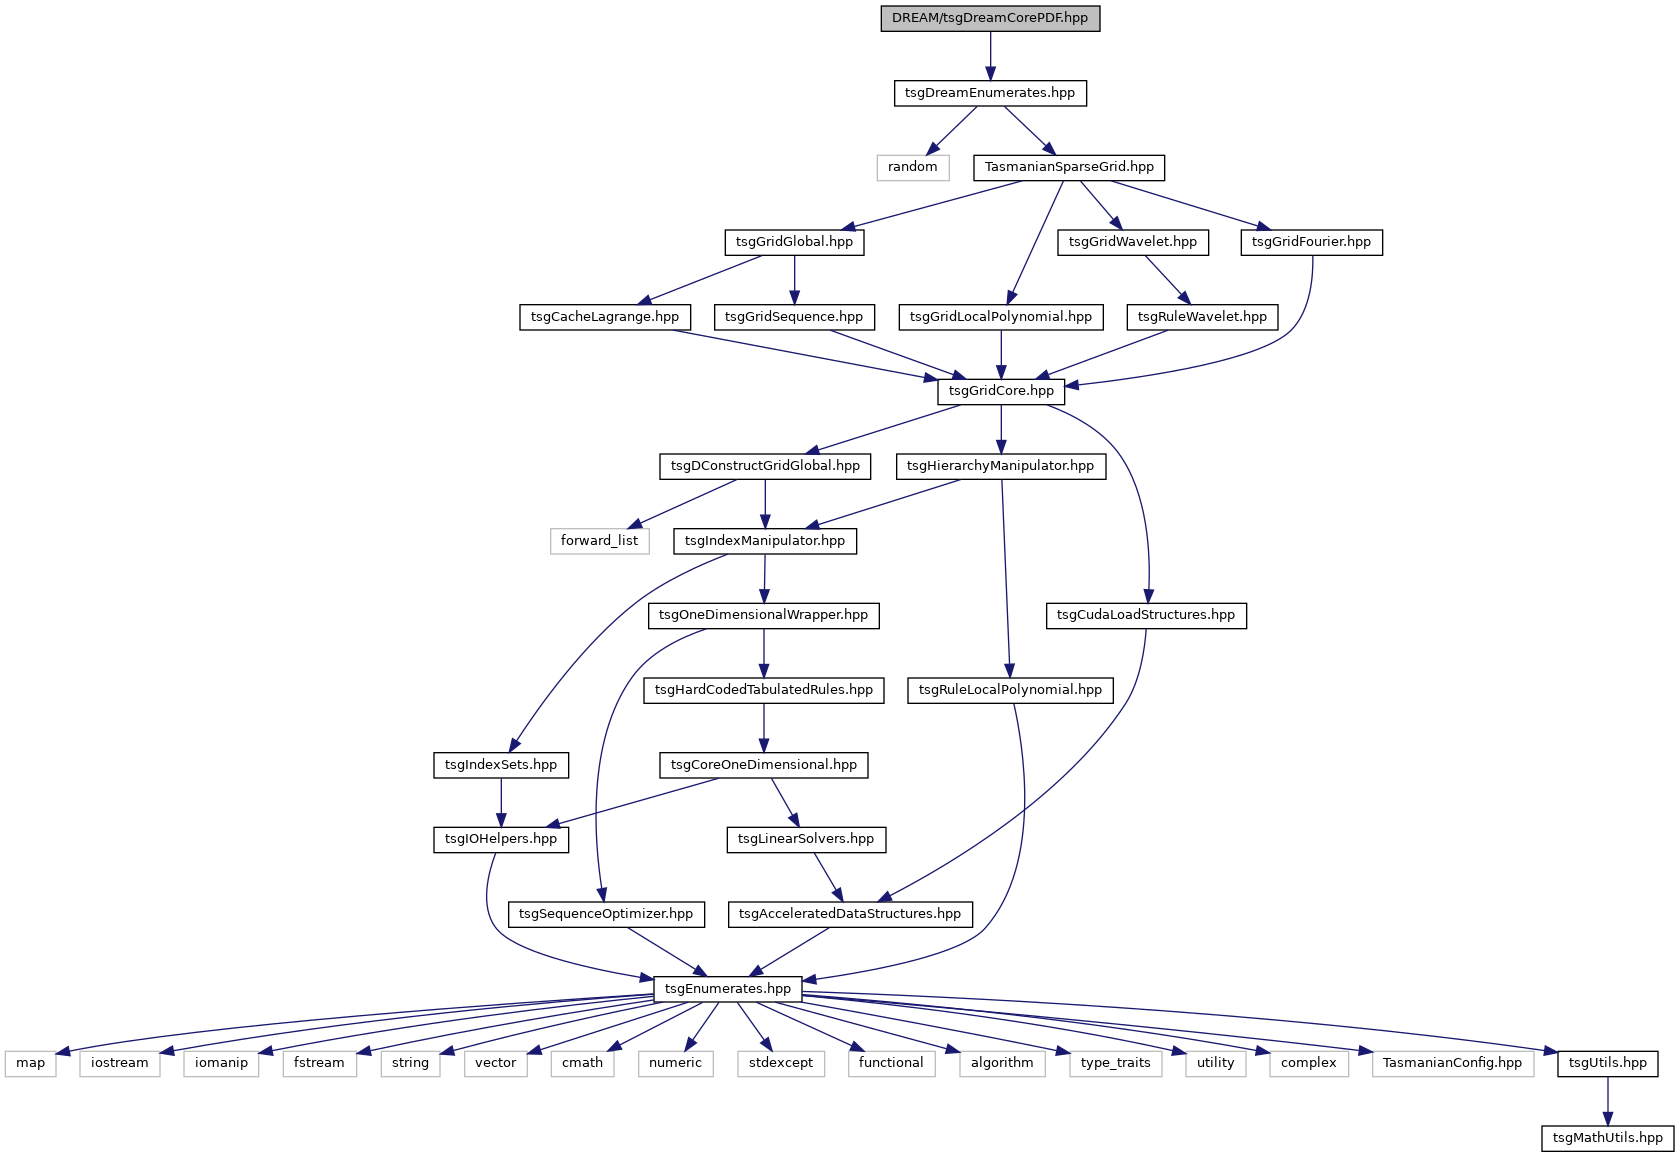 DREAM/tsgDreamCorePDF.hpp
tsgDreamEnumerates.hpp
random
TasmanianSparseGrid.hpp
tsgGridGlobal.hpp
tsgGridWavelet.hpp
tsgGridFourier.hpp
tsgCacheLagrange.hpp
tsgGridSequence.hpp
tsgGridLocalPolynomial.hpp
tsgRuleWavelet.hpp
tsgGridCore.hpp
tsgDConstructGridGlobal.hpp
tsgHierarchyManipulator.hpp
forward_list
tsgIndexManipulator.hpp
tsgOneDimensionalWrapper.hpp
tsgCudaLoadStructures.hpp
tsgHardCodedTabulatedRules.hpp
tsgRuleLocalPolynomial.hpp
tsgIndexSets.hpp
tsgCoreOneDimensional.hpp
tsgIOHelpers.hpp
tsgLinearSolvers.hpp
tsgSequenceOptimizer.hpp
tsgAcceleratedDataStructures.hpp
tsgEnumerates.hpp
map
iostream
iomanip
fstream
string
vector
cmath
numeric
stdexcept
functional
algorithm
type_traits
utility
complex
TasmanianConfig.hpp
tsgUtils.hpp
tsgMathUtils.hpp